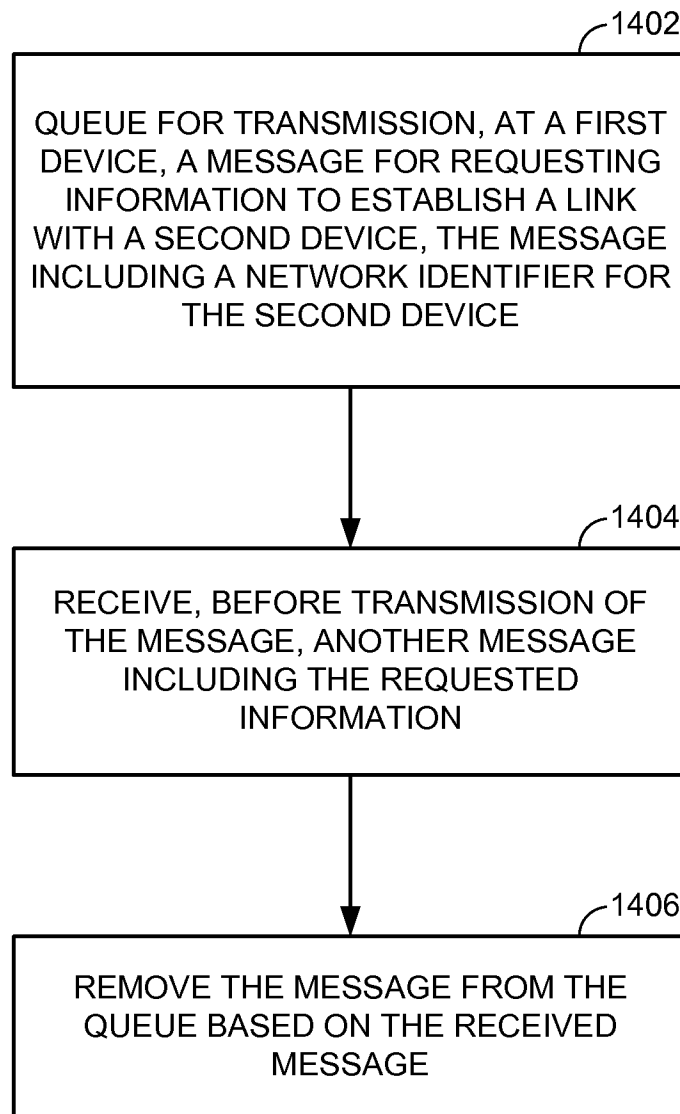 1402
QUEUE FOR TRANSMISSION, AT A FIRST
DEVICE, A MESSAGE FOR REQUESTING
INFORMATION TO ESTABLISH A LINK
WITH A SECOND DEVICE, THE MESSAGE
INCLUDING A NETWORK IDENTIFIER FOR
THE SECOND DEVICE
1404
RECEIVE, BEFORE TRANSMISSION OF
THE MESSAGE, ANOTHER MESSAGE
INCLUDING THE REQUESTED
INFORMATION
1406
REMOVE THE MESSAGE FROM THE
QUEUE BASED ON THE RECEIVED
MESSAGE